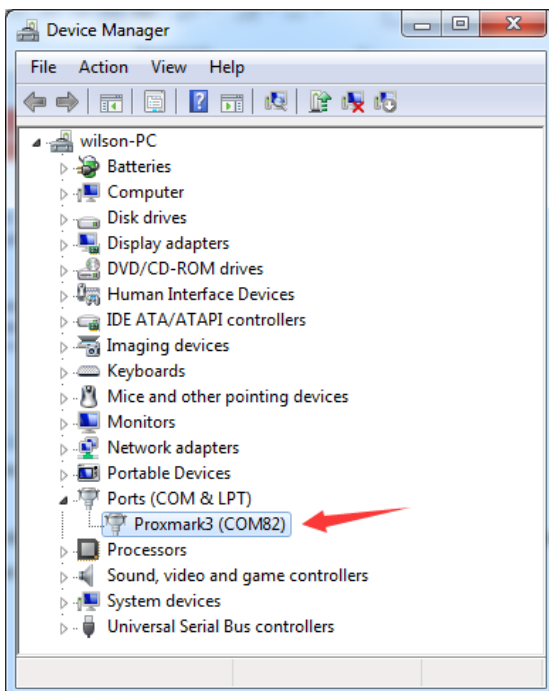 Device Manager
File Action View Help
wilson-PC
Batteries
Computer
Disk drives
Display adapters
DVD/CD-ROM drives
Human Interface Devices
IDE ATA/ATAPI controllers
Imaging devices
Keyboards
Mice and other pointing devices
Monitors
Network adapters
Portable Devices
Ports (COM & LPT)
Proxmark3 (COM82)
Processors
Sound, video and game controllers
System devices
Universal Serial Bus controllers